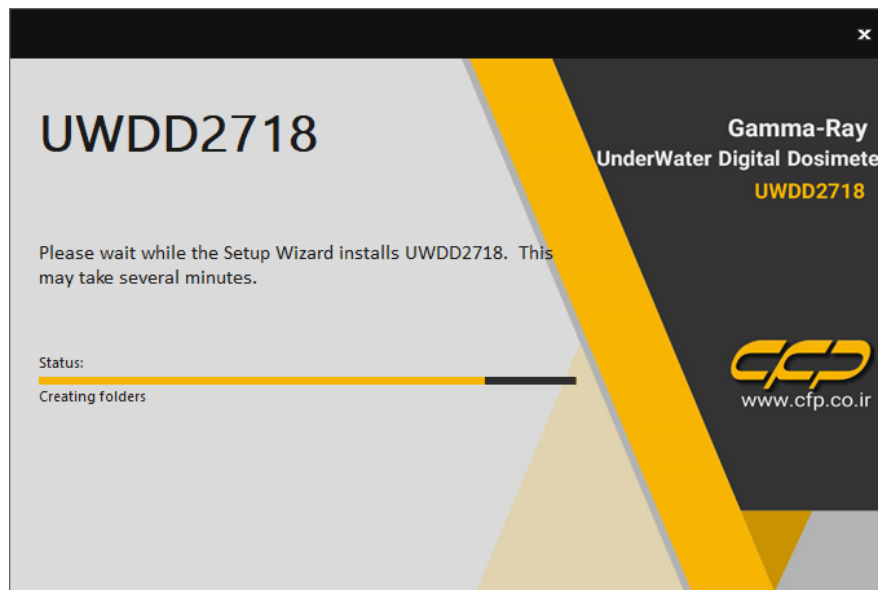 UWDD2718
Gamma-Ray
UnderWater Digital Dosimete
UWDD2718
Please wait while the Setup Wizard installs UWDD2718.  This
may take several minutes.
Status:
Creating folders
cfp
www.cfp.co.ir